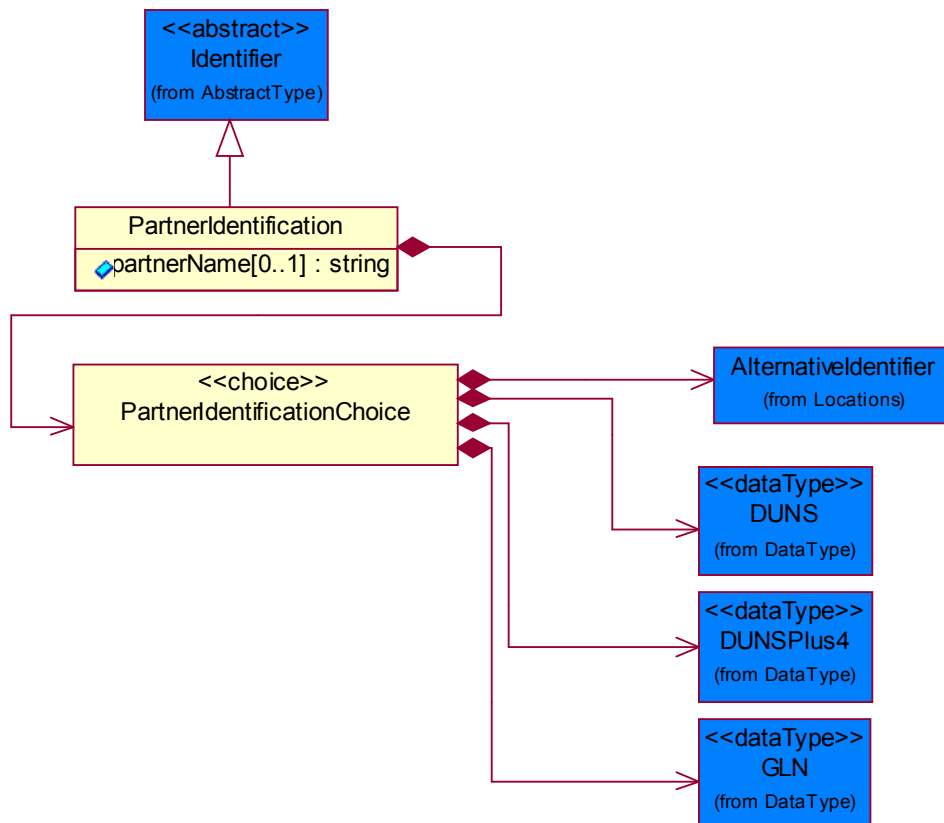 <<abstract>>
Identifier
(from AbstractType)
PartnerIdentification
partnerName[0..1] : string
<<choice>>
PartnerIdentificationChoice
AlternativeIdentifier
(from Locations)
<<dataType>>
DUNS
(from DataType)
<<dataType>>
DUNSPlus4
(from DataType)
<<dataType>>
GLN
(from DataType)